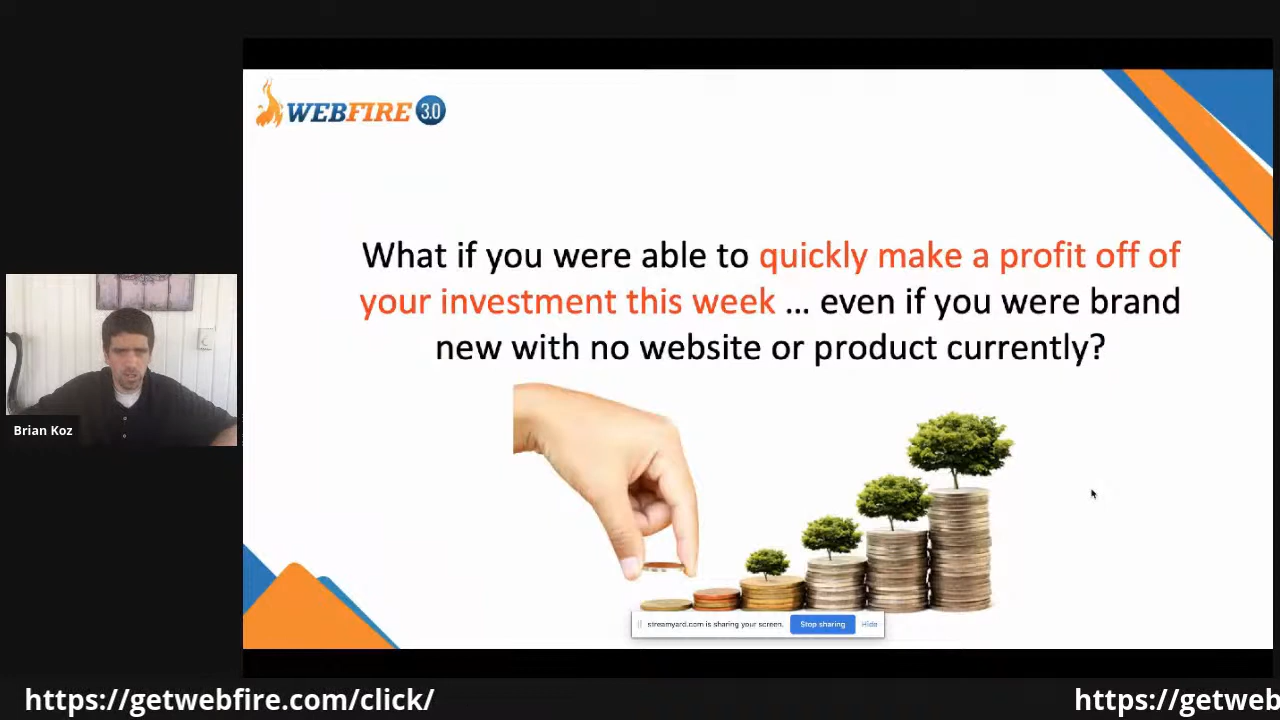 WEBFIRE 3.0
What if you were able to quickly make a profit off of
your investment this week ... even if you were brand
new with no website or product currently?
Brian Koz
streamyard.com is sharing your screen. Stop sharing Hide
https://getwebfire.com/click/ https://getweb